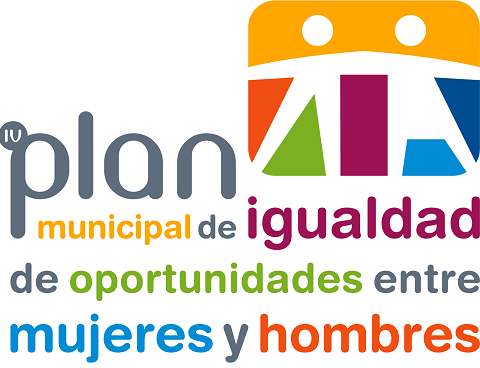 IV plan
municipal de igualdad
de oportunidades entre
mujeres y hombres